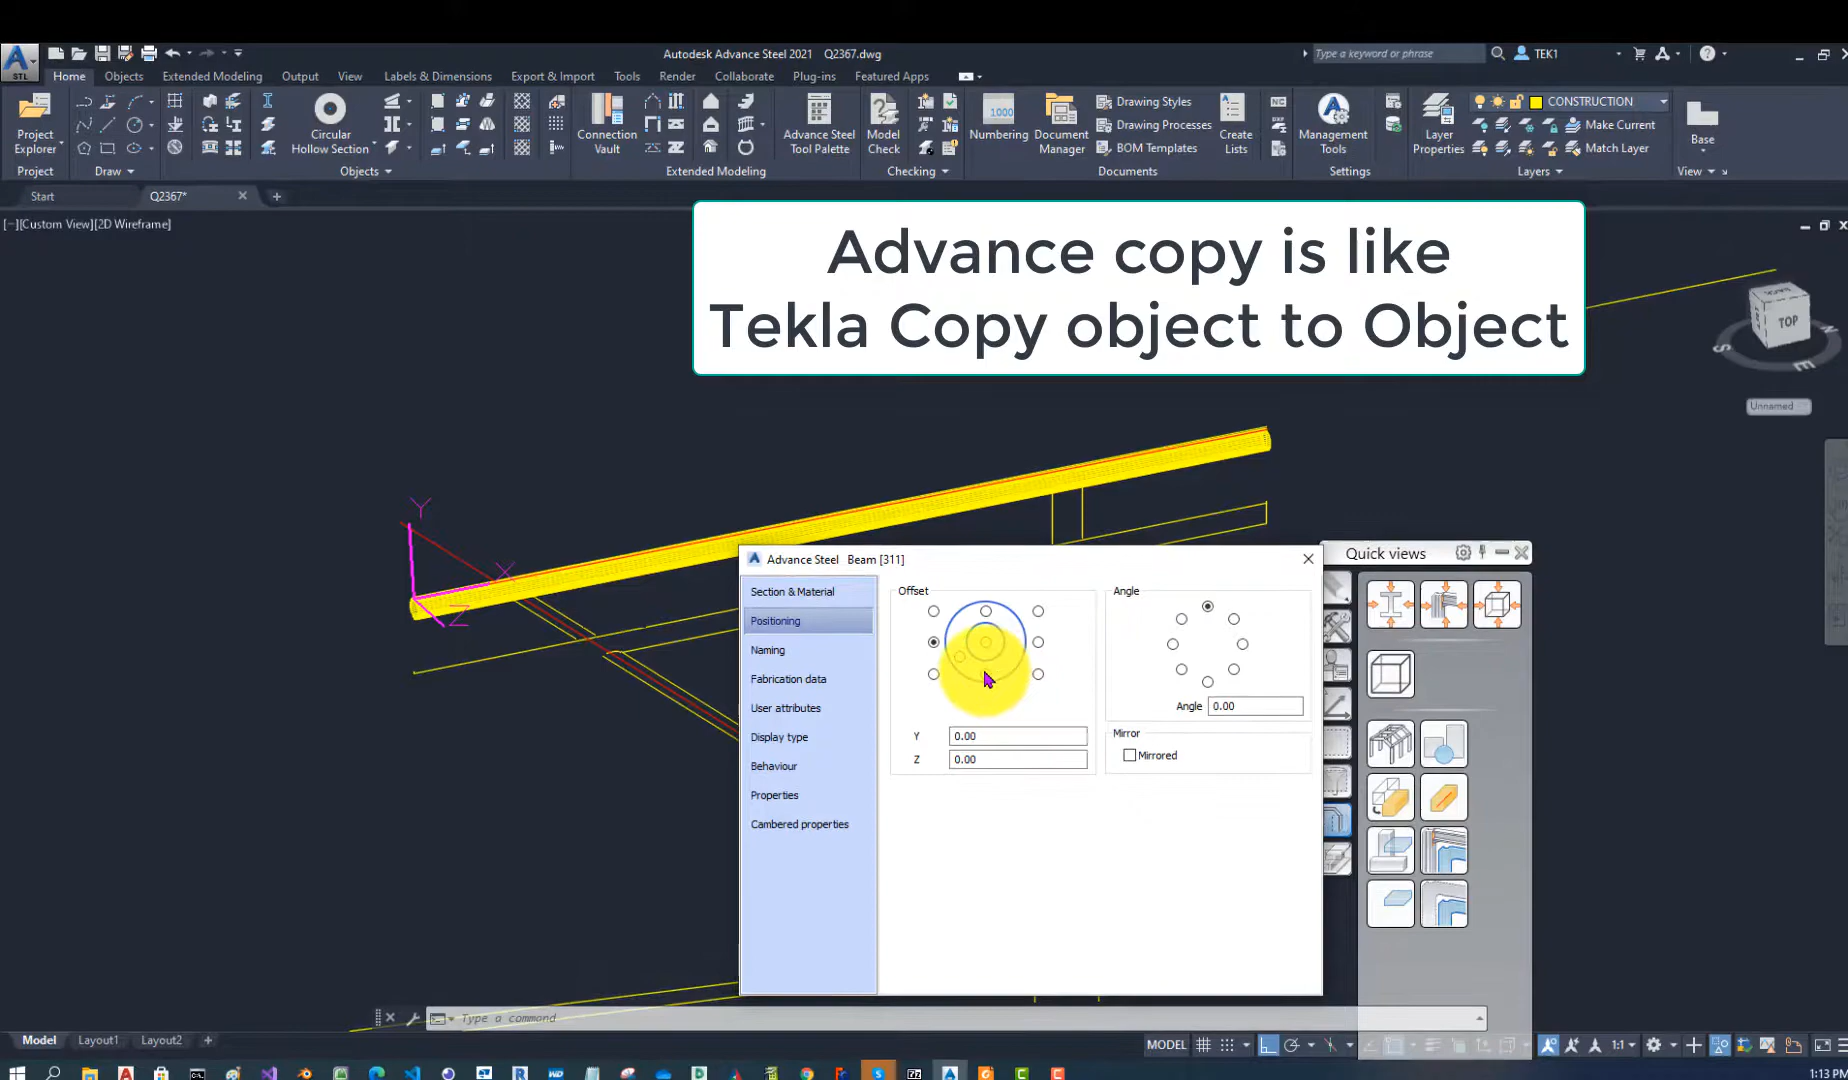 Autodesk Advance Steel 2021 Q2367.dwg
Type a keyword or phrase
TEK1
STL
Home Objects Extended Modeling Output View Labels & Dimensions Export & Import Tools Render Collaborate Plug-ins Featured Apps
Project
Explorer
Circular
Hollow Section
Connection
Vault
Advance Steel
Tool Palette
Model
Check
1000
Numbering
Document
Manager
Drawing Styles
Drawing Processes
BOM Templates
Create
Lists
NC
DXF
Management
Tools
Layer
Properties
CONSTRUCTION
Make Current
Match Layer
Base
Project Draw Objects Extended Modeling Checking Documents Settings Layers View
Start Q2367*
[−][Custom View][2D Wireframe]
Advance copy is like
Tekla Copy object to Object
TOP
S
E
Unnamed
Y
X
Z
Advance Steel Beam [311]
Section & Material
Positioning
Naming
Fabrication data
User attributes
Display type
Behaviour
Properties
Cambered properties
Offset
Y 0.00
Z 0.00
Angle
Angle 0.00
Mirror
Mirrored
Quick views
Type a command
Model Layout1 Layout2 +
MODEL
1:1
1:13 PM